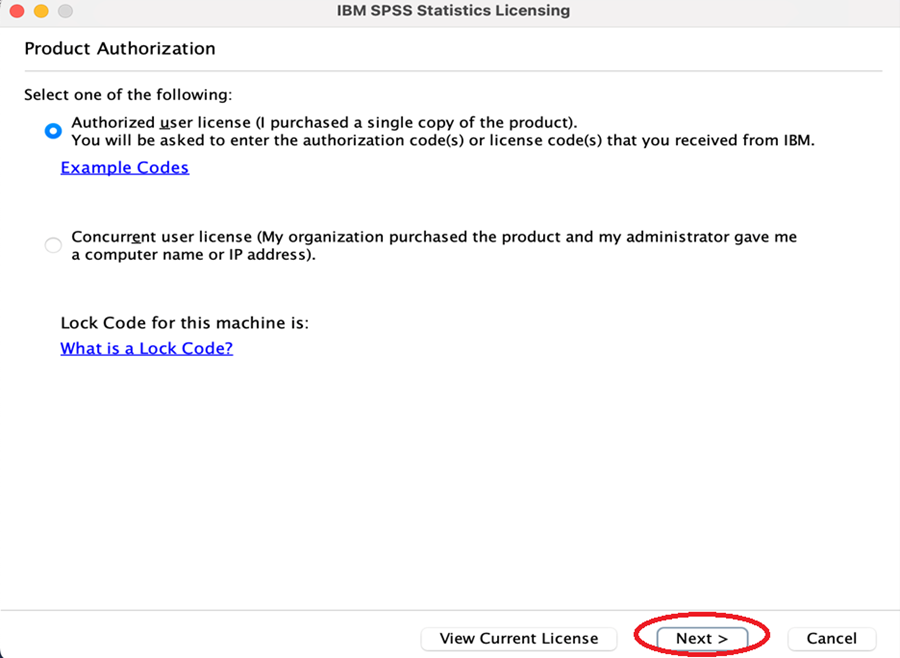 IBM SPSS Statistics Licensing
Product Authorization
Select one of the following:
Authorized user license (I purchased a single copy of the product).
You will be asked to enter the authorization code(s) or license code(s) that you received from IBM.
Example Codes
Concurrent user license (My organization purchased the product and my administrator gave me
a computer name or IP address).
Lock Code for this machine is:
What is a Lock Code?
View Current License
Next >
Cancel